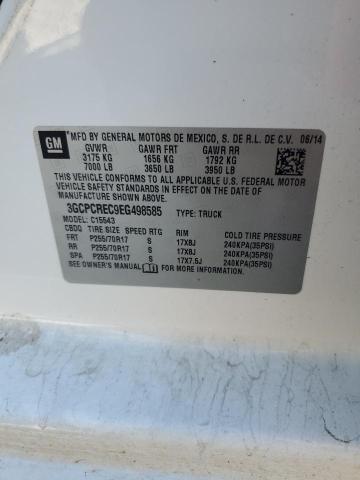 GM
MFD BY GENERAL MOTORS DE MEXICO, S. DE R.L. DE C.V. 06/14
GVWR GAWR FRT GAWR RR
3175 KG 1656 KG 1792 KG
7000 LB 3650 LB 3950 LB
THIS VEHICLE CONFORMS TO ALL APPLICABLE U.S. FEDERAL MOTOR
VEHICLE SAFETY STANDARDS IN EFFECT ON THE DATE OF
MANUFACTURE SHOWN ABOVE.
3GCPCREC9EG498585 TYPE: TRUCK
MODEL: C15543
CBDQ TIRE SIZE SPEED RTG RIM COLD TIRE PRESSURE
FRT P255/70R17 S 17X8J 240KPA(35PSI)
RR P255/70R17 S 17X8J 240KPA(35PSI)
SPA P255/70R17 S 17X7.5J 240KPA(35PSI)
SEE OWNER'S MANUAL FOR MORE INFORMATION.